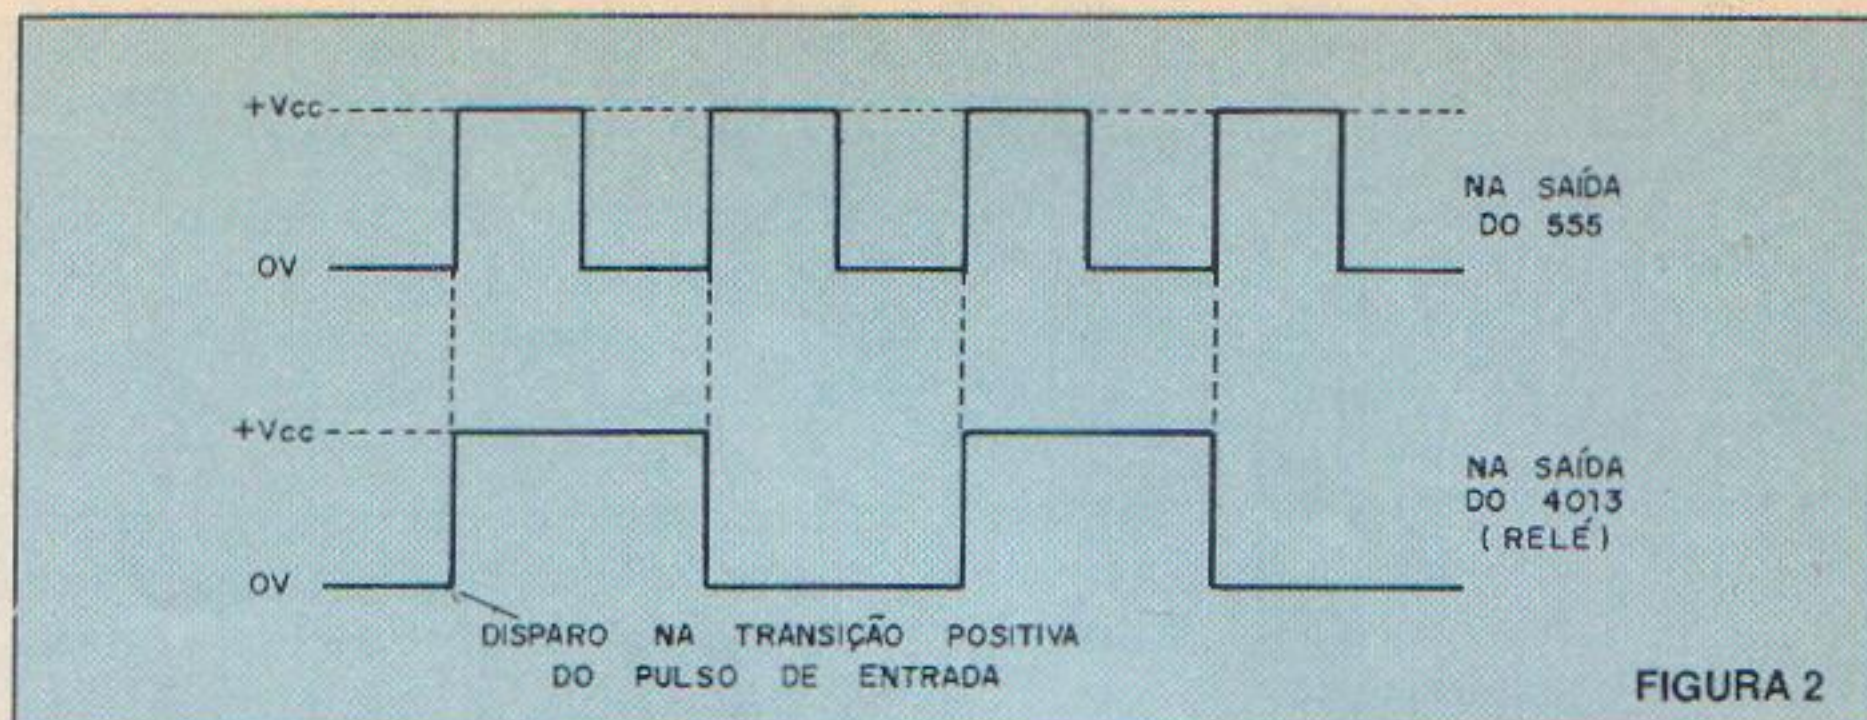 +Vcc
NA SAÍDA
DO 555
0V
+Vcc
NA SAÍDA
DO 4013
(RELÉ)
0V
DISPARO NA TRANSIÇÃO POSITIVA
DO PULSO DE ENTRADA
FIGURA 2